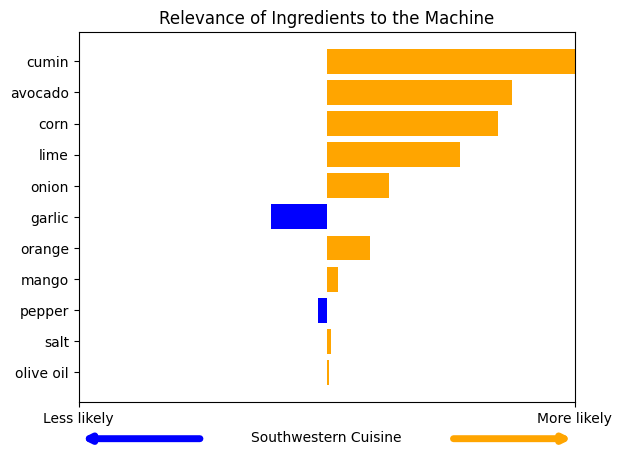 Relevance of Ingredients to the Machine
cumin
avocado
corn
lime
onion
garlic
orange
mango
pepper
salt
olive oil
Less likely
More likely
Southwestern Cuisine